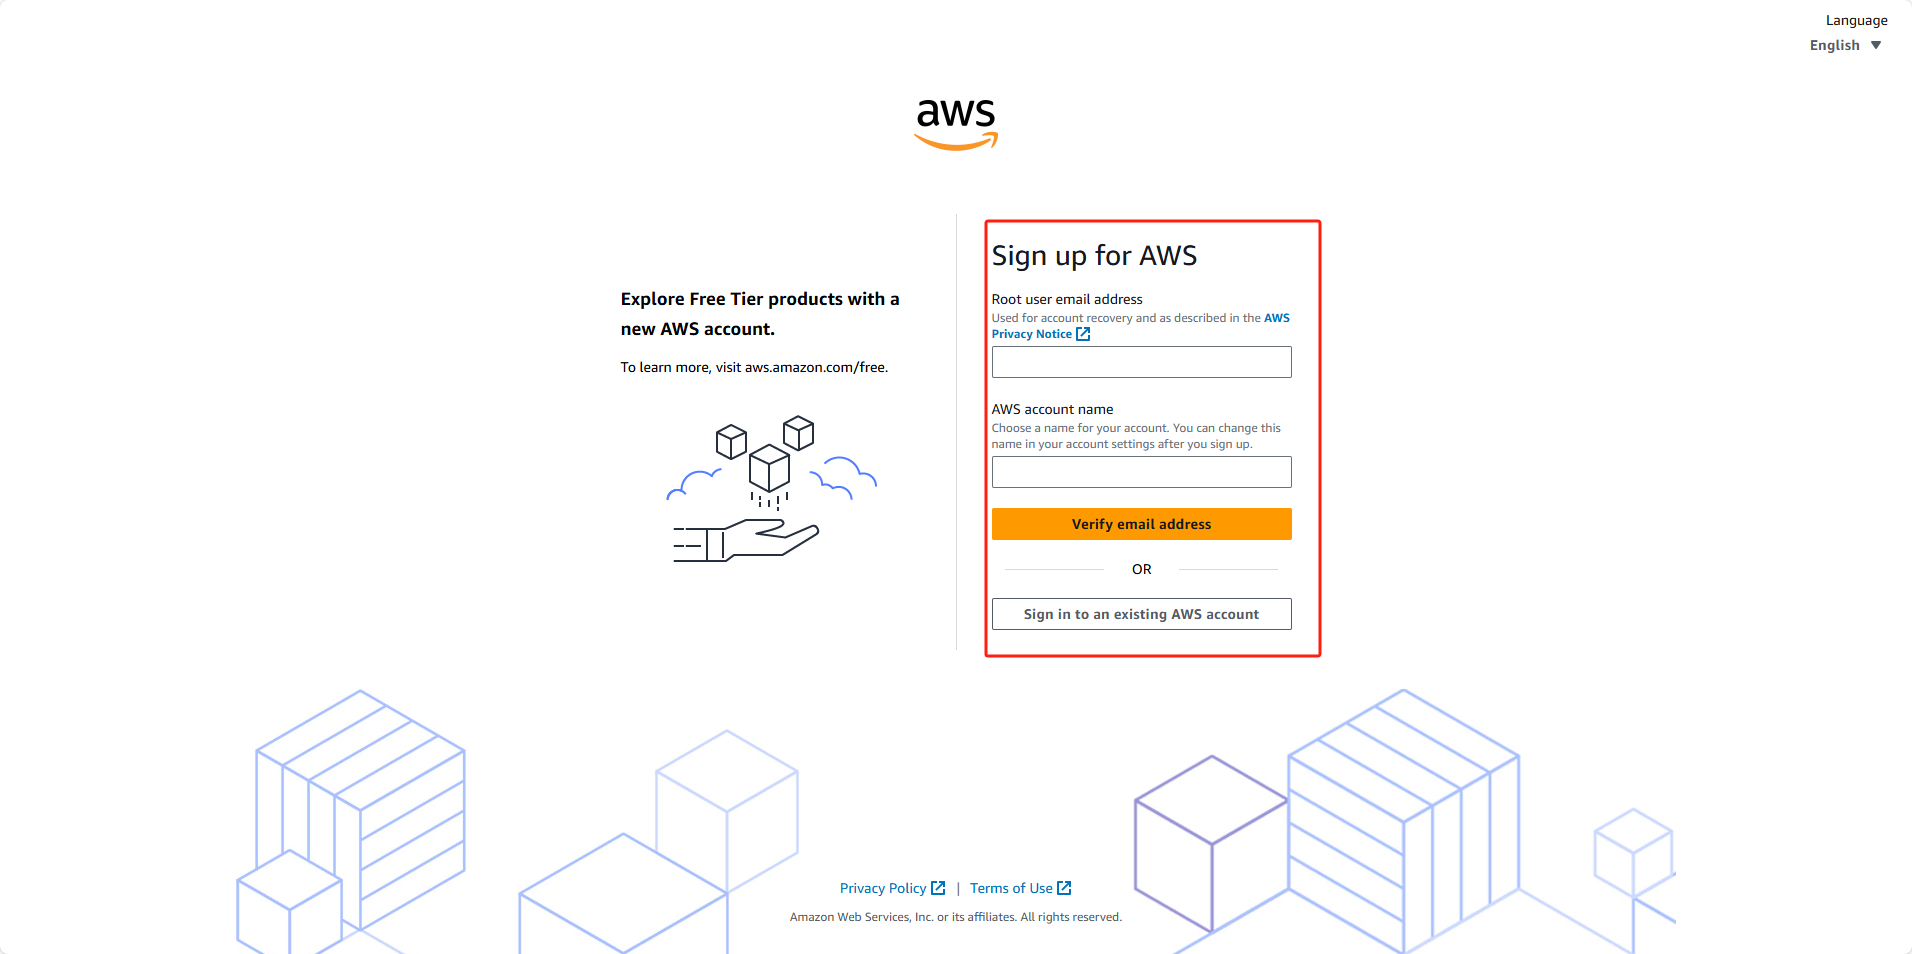 Language
English
aws
Explore Free Tier products with a
new AWS account.
To learn more, visit aws.amazon.com/free.
Sign up for AWS
Root user email address
Used for account recovery and as described in the AWS
Privacy Notice
AWS account name
Choose a name for your account. You can change this
name in your account settings after you sign up.
Verify email address
OR
Sign in to an existing AWS account
Privacy Policy | Terms of Use
Amazon Web Services, Inc. or its affiliates. All rights reserved.